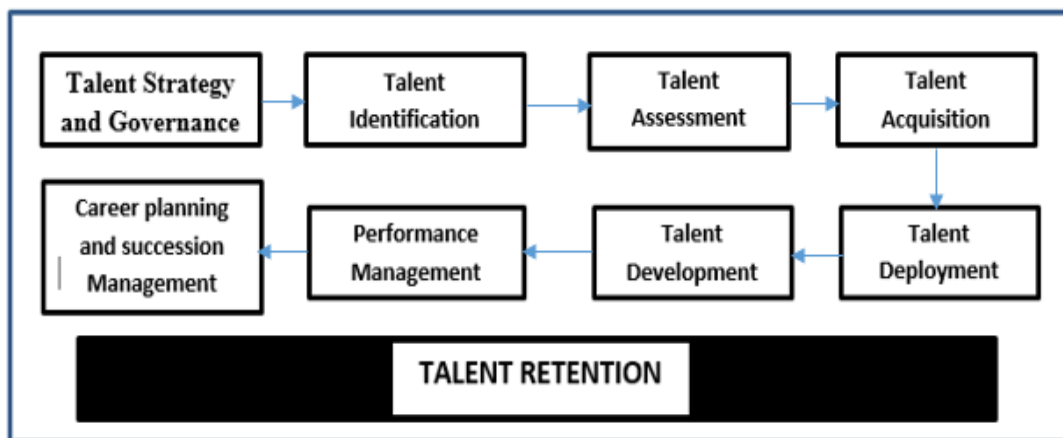 Talent Strategy
and Governance
Talent
Identification
Talent
Assessment
Talent
Acquisition
Career planning
and succession
Management
Performance
Management
Talent
Development
Talent
Deployment
TALENT RETENTION